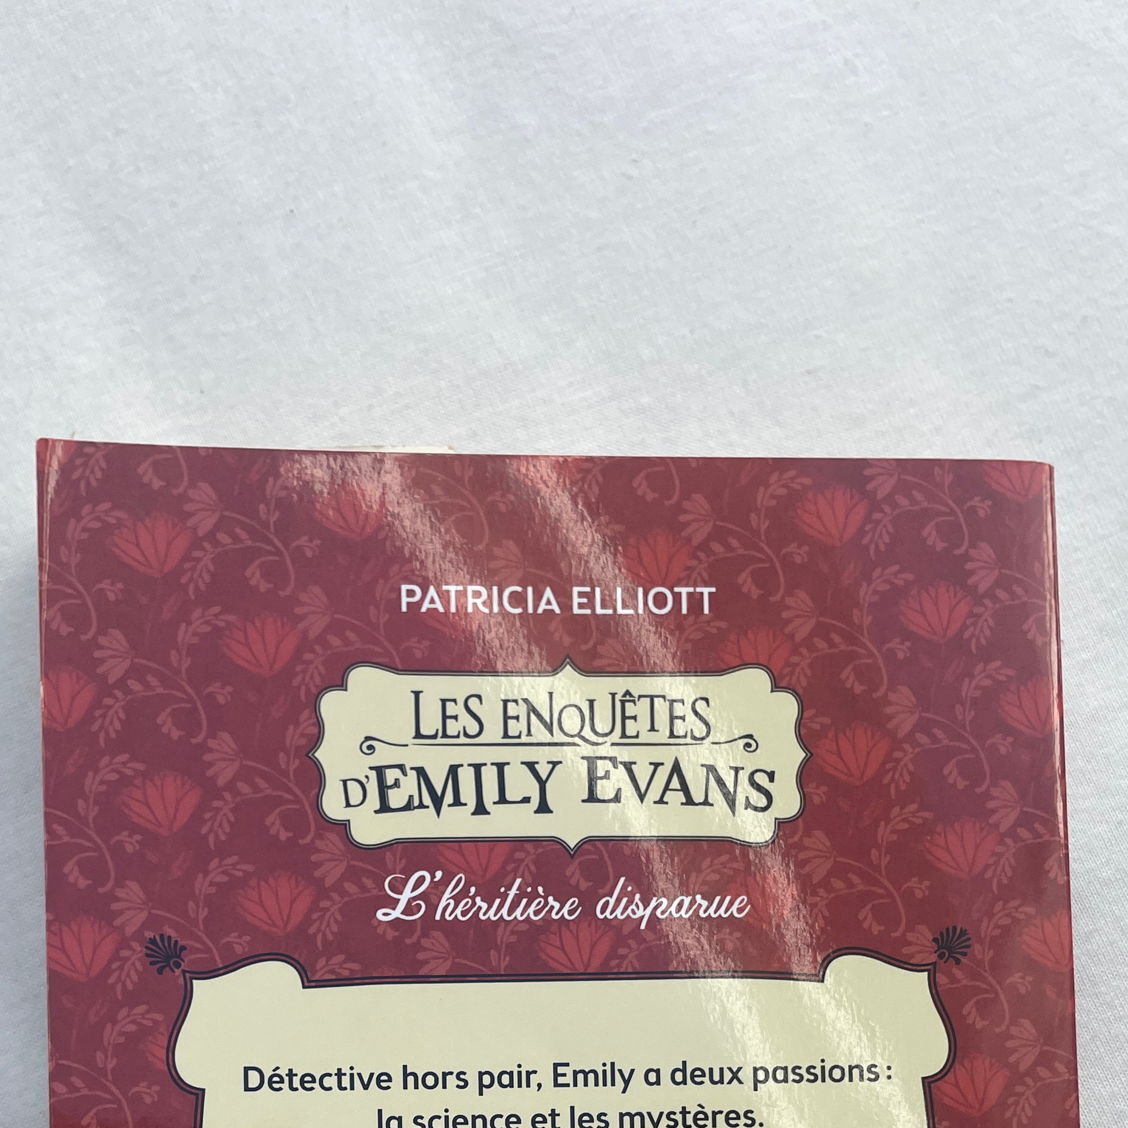 PATRICIA ELLIOTT
LES ENQUÊTES
D'EMILY EVANS
L'héritière disparue
Détective hors pair, Emily a deux passions :
la science et les mystères.